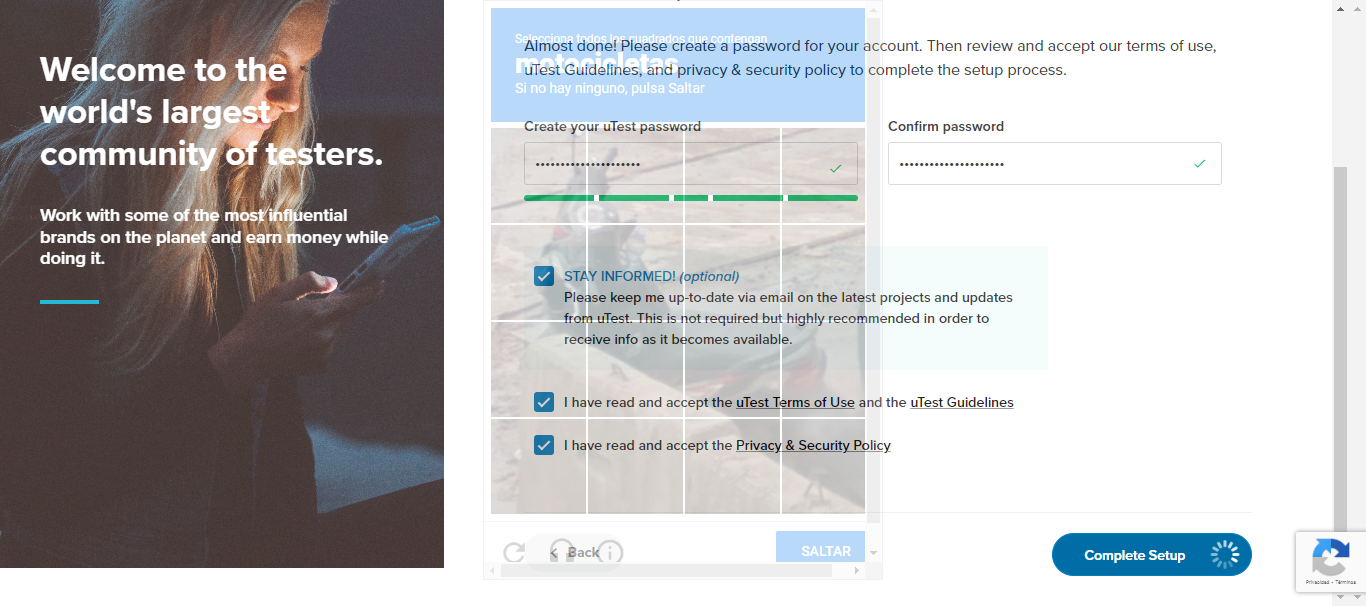 Welcome to the
world's largest
community of testers.
Work with some of the most influential
brands on the planet and earn money while
doing it.
Selecciona todos los cuadrados que contengan
motocicletas
Si no hay ninguno, pulsa Saltar
Almost done! Please create a password for your account. Then review and accept our terms of use,
uTest Guidelines, and privacy & security policy to complete the setup process.
Create your uTest password
Confirm password
STAY INFORMED! (optional)
Please keep me up-to-date via email on the latest projects and updates
from uTest. This is not required but highly recommended in order to
receive info as it becomes available.
I have read and accept the uTest Terms of Use and the uTest Guidelines
I have read and accept the Privacy & Security Policy
Back
SALTAR
Complete Setup
Privacidad - Términos